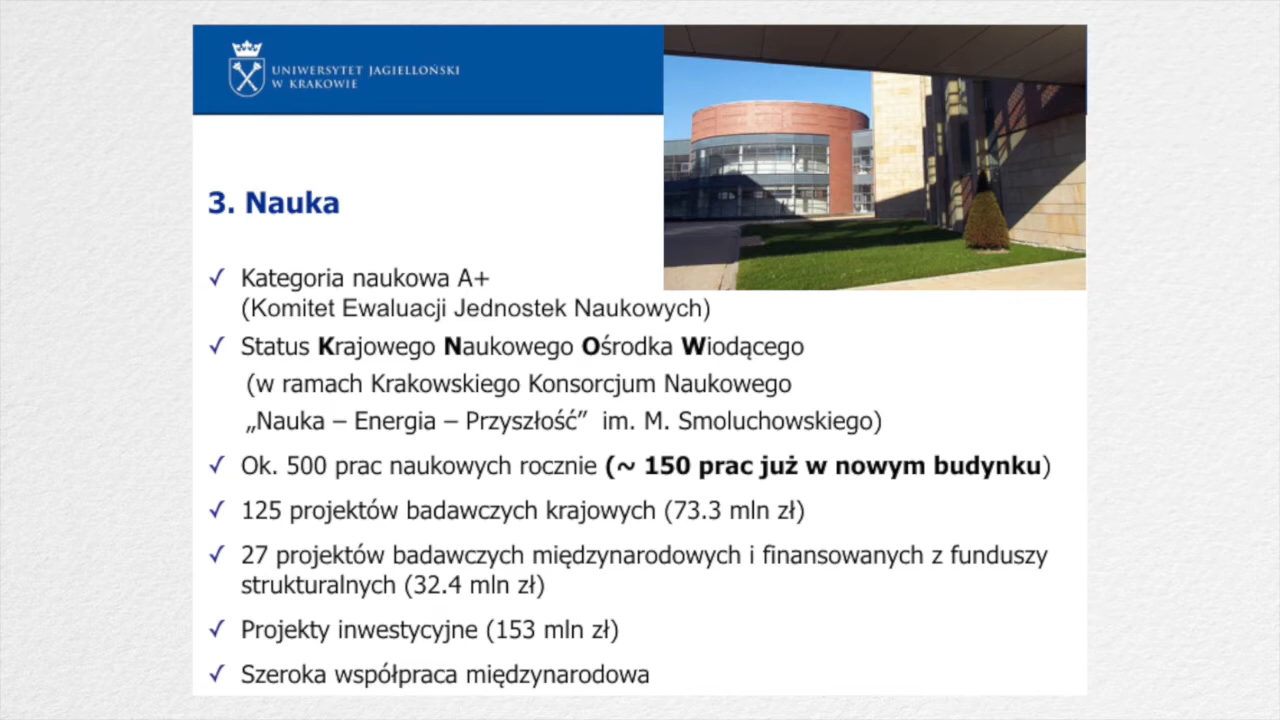 UNIWERSYTET JAGIELLOŃSKI
W KRAKOWIE
3. Nauka
✓ Kategoria naukowa A+
(Komitet Ewaluacji Jednostek Naukowych)
✓ Status Krajowego Naukowego Ośrodka Wiodącego
(w ramach Krakowskiego Konsorcjum Naukowego
„Nauka – Energia – Przyszłość” im. M. Smoluchowskiego)
✓ Ok. 500 prac naukowych rocznie (~ 150 prac już w nowym budynku)
✓ 125 projektów badawczych krajowych (73.3 mln zł)
✓ 27 projektów badawczych międzynarodowych i finansowanych z funduszy
strukturalnych (32.4 mln zł)
✓ Projekty inwestycyjne (153 mln zł)
✓ Szeroka współpraca międzynarodowa